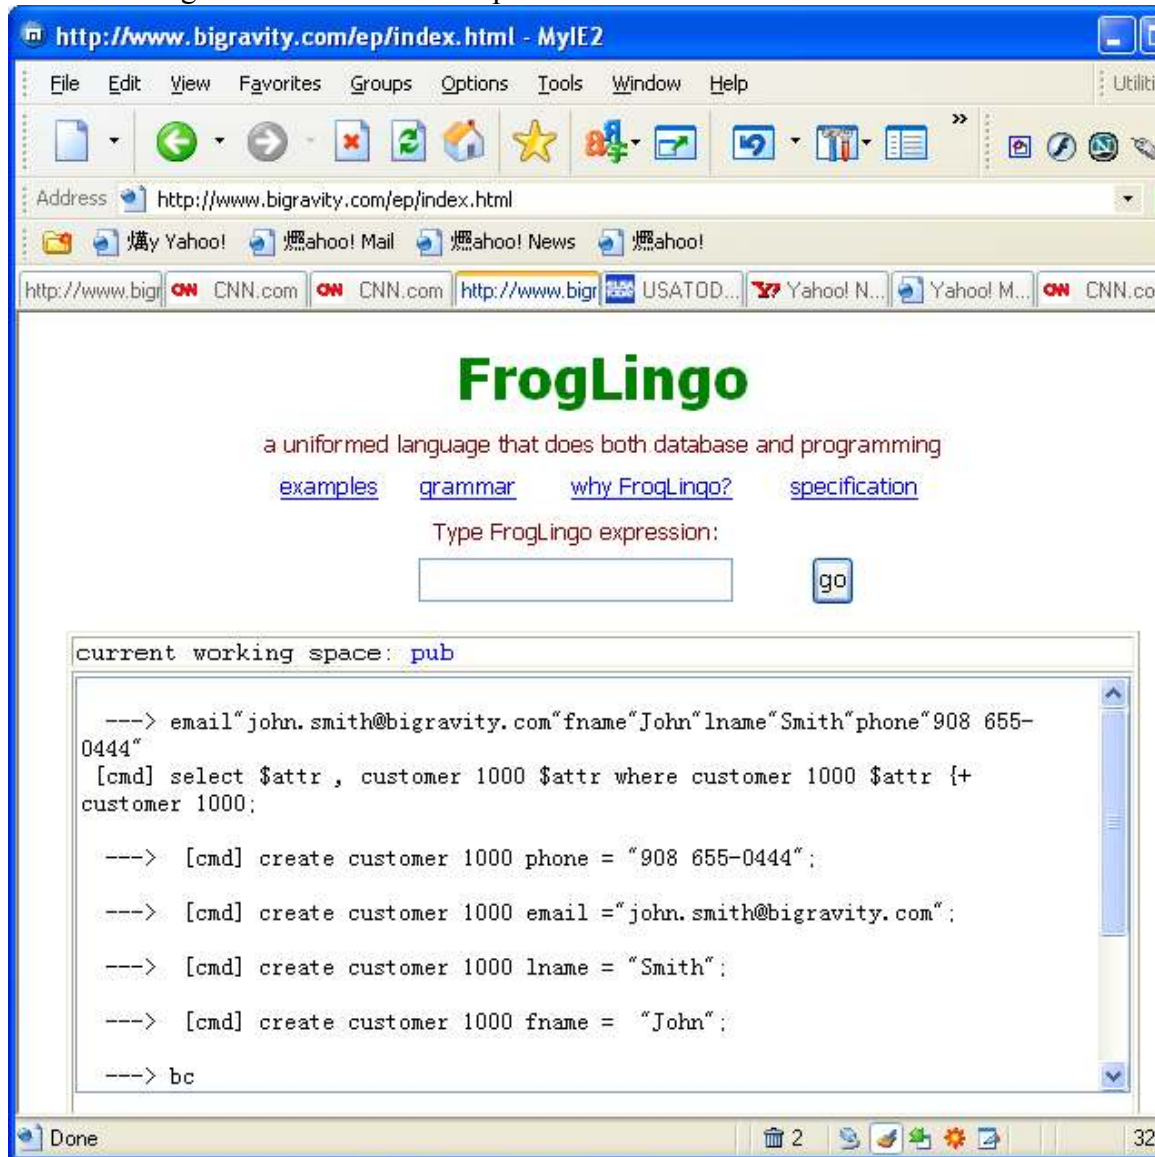 http://www.bigravity.com/ep/index.html - MyIE2
File Edit View Favorites Groups Options Tools Window Help
Address http://www.bigravity.com/ep/index.html
y Yahoo! ahoo! Mail ahoo! News ahoo!
http://www.bigr CNN.com CNN.com http://www.bigr USATOD... Yahoo! N... Yahoo! M... CNN.co
FrogLingo
a uniformed language that does both database and programming
examples grammar why FrogLingo? specification
Type FrogLingo expression:
go
current working space: pub
---> email"john.smith@bigravity.com"fname"John"lname"Smith"phone"908 655-
0444"
[cmd] select $attr , customer 1000 $attr where customer 1000 $attr {+
customer 1000;
---> [cmd] create customer 1000 phone = "908 655-0444";
---> [cmd] create customer 1000 email ="john.smith@bigravity.com";
---> [cmd] create customer 1000 lname = "Smith";
---> [cmd] create customer 1000 fname = "John";
---> bc
Done 2 32